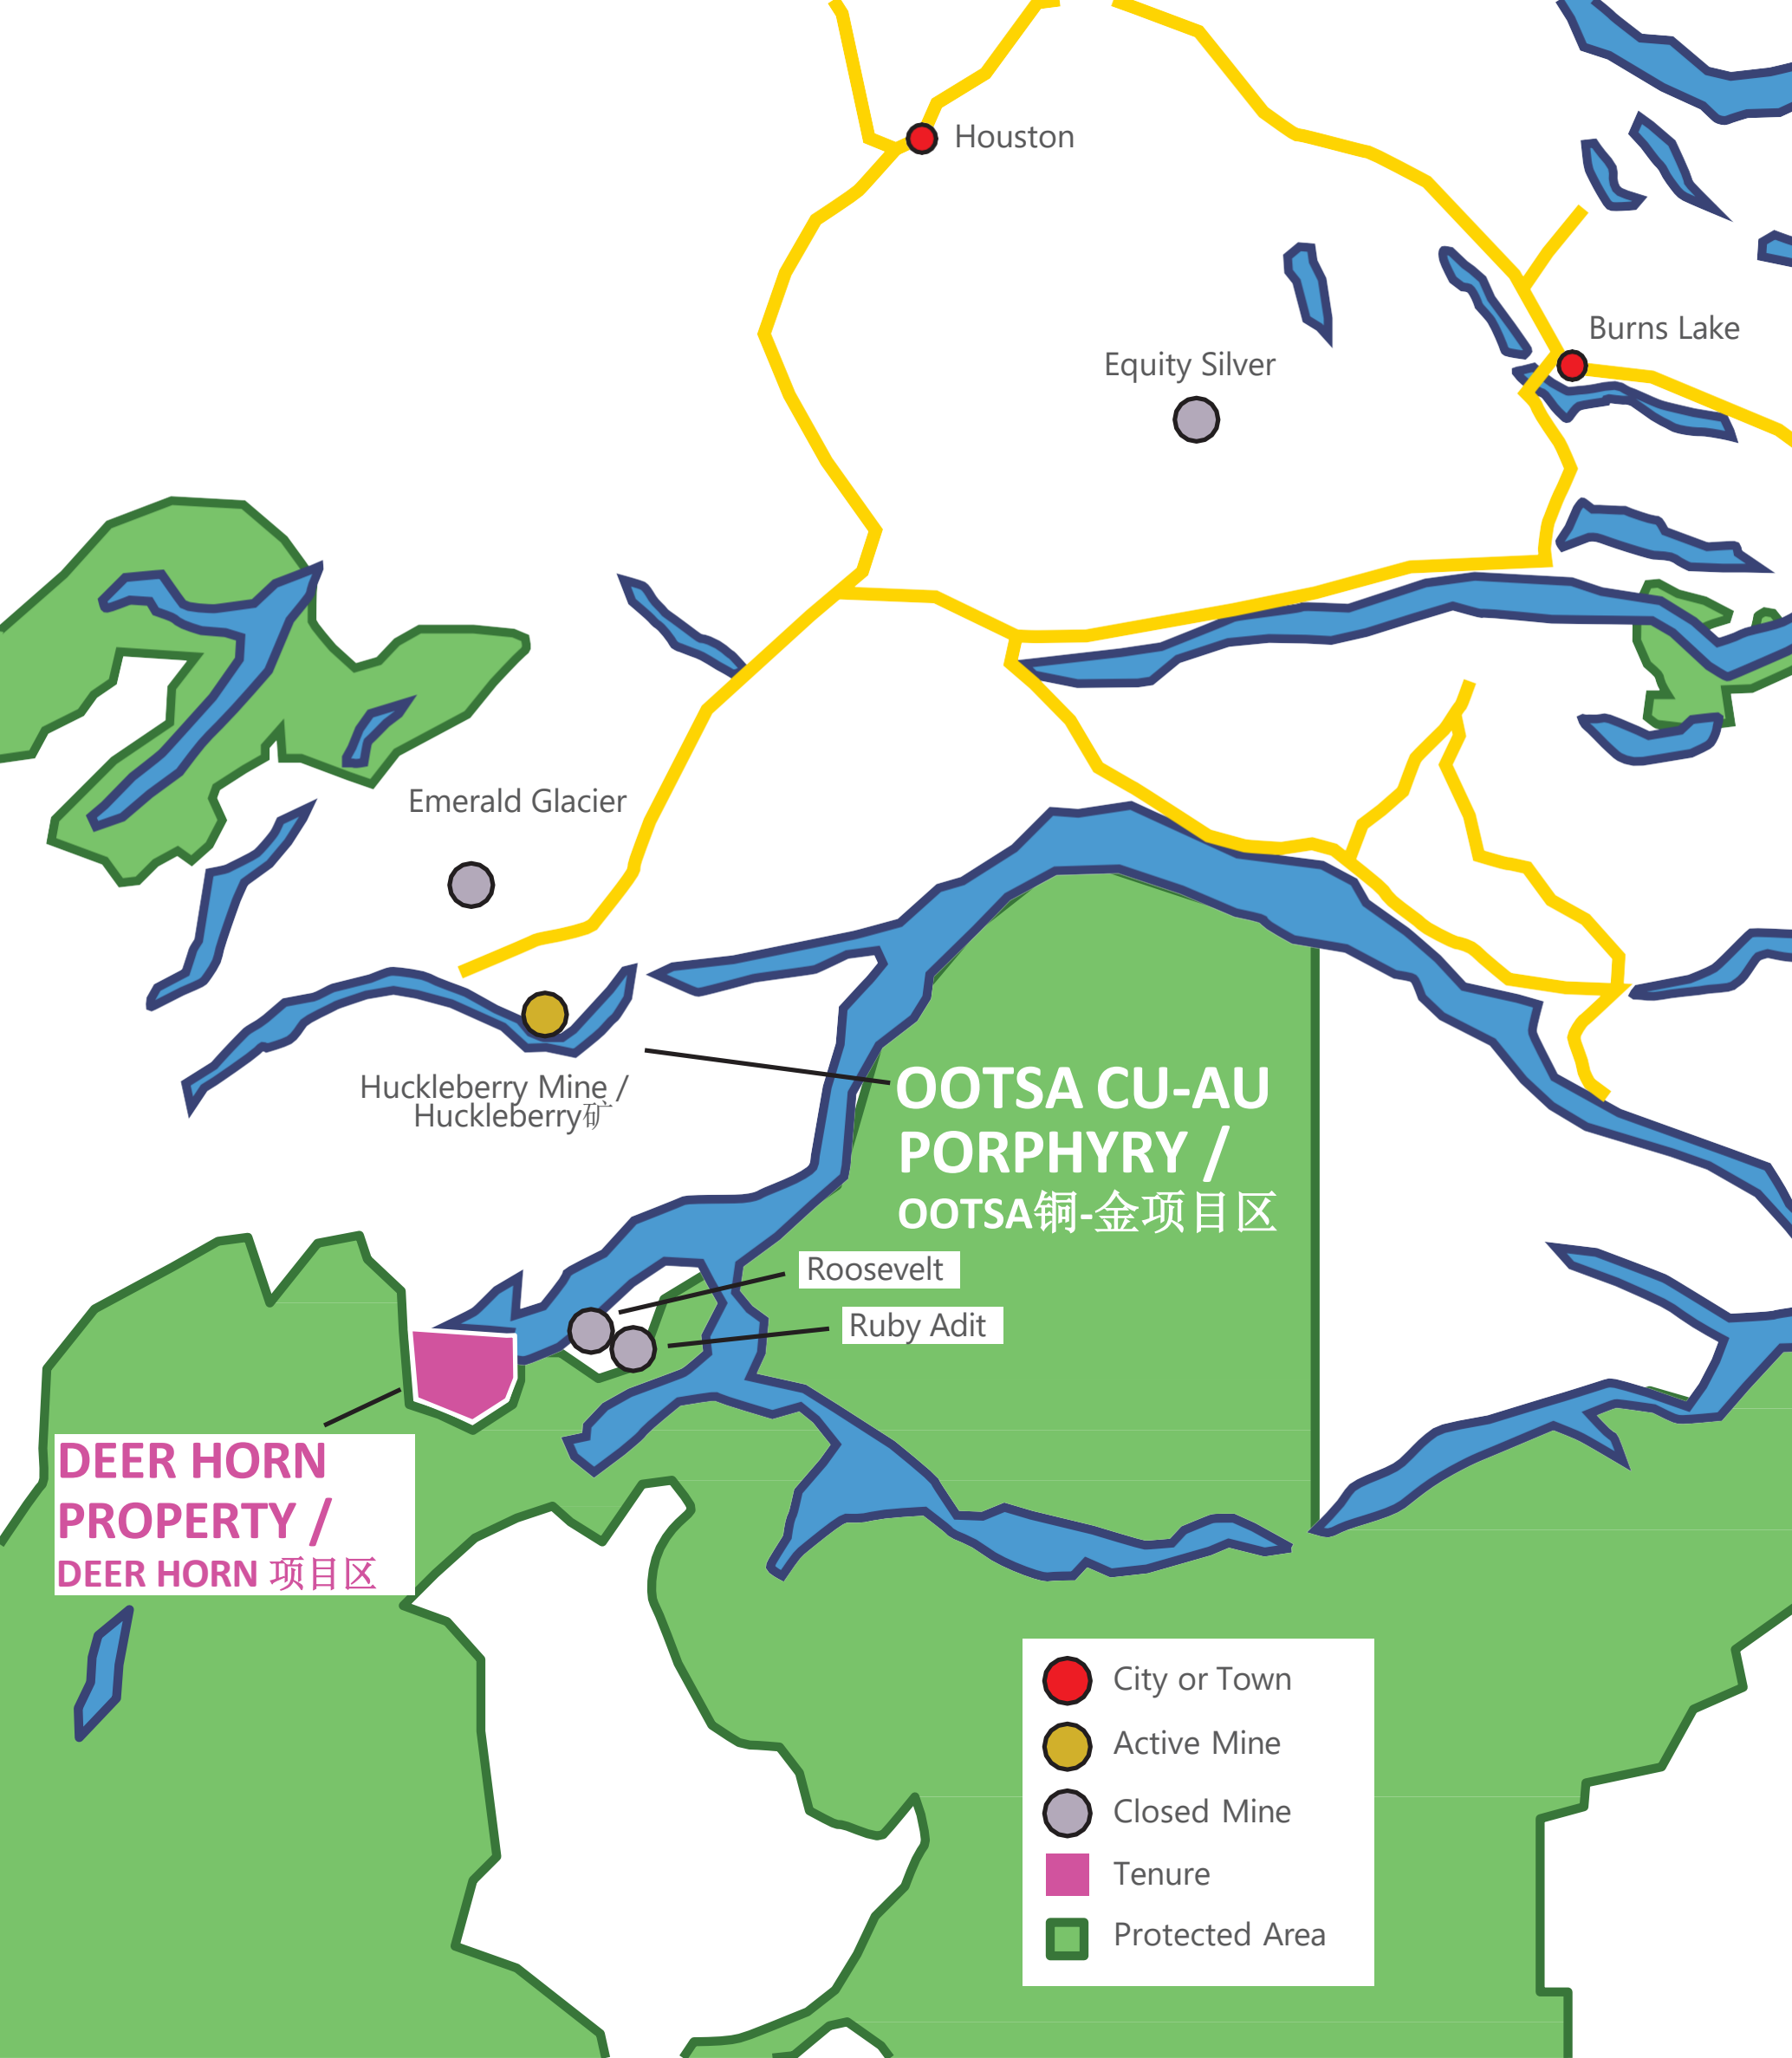 Houston
Burns Lake
Equity Silver
Emerald Glacier
Huckleberry Mine /
Huckleberry矿
OOTSA CU-AU
PORPHYRY /
OOTSA铜-金项目区
Roosevelt
Ruby Adit
DEER HORN
PROPERTY /
DEER HORN 项目区
City or Town
Active Mine
Closed Mine
Tenure
Protected Area